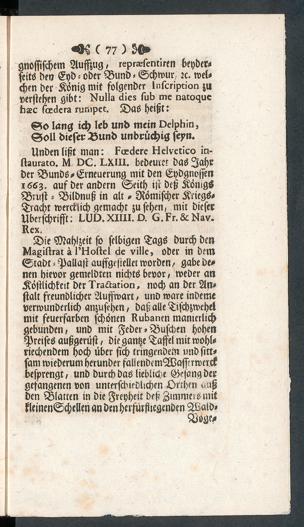 ( 77 )
gnossischem Auffzug, repræsentiren beyder-
seits den Eyd- oder Bund-Schwur, ꝛc. wel-
chen der König mit folgender Inscription zu
verstehen gibt: Nulla dies sub me natoque
hæc fœdera rumpet. Das heißt:
So lang ich leb und mein Delphin,
Soll dieser Bund unbrüchig seyn.
Unden lißt man: Fœdere Helvetico in-
staurato, M DC. LXIII. bedeutet das Jahr
der Bunds-Erneuerung mit den Eydgnossen
1663. auf der andern Seith ist deß Königs
Brust-Bildnuß in alt-Römischer Kriegs-
Tracht wercklich gemacht zu sehen, mit dieser
Uberschrifft: LUD. XIIII. D. G. Fr. & Nav.
Rex.
Die Mahlzeit so selbigen Tags durch den
Magistrat à l'Hostel de ville, oder in dem
Stadt-Pallast auffgestellet worden, gabe de-
nen hievor gemeldten nichts bevor, weder an
Köstlichkeit der Tractation, noch an der An-
stalt freundlicher Auffwart, und ware indeme
verwunderlich anzusehen, daß alle Tischzwehel
mit feuerfarben schönen Rubanen manierlich
gebunden, und mit Feder-Buschen hohen
Preises außgerüst, die gantze Taffel mit wohl-
riechendem hoch über sich tringendem und sitt-
sam wiederum herunder fallendem Wasserwerck
besprengt, und durch das liebliche Gesang der
gefangenen von unterschiedlichen Orthen auß
den Blatten in die Freyheit deß Zimmers mit
kleinen Schellen an den herfürfliegenden Wald-
Voge-